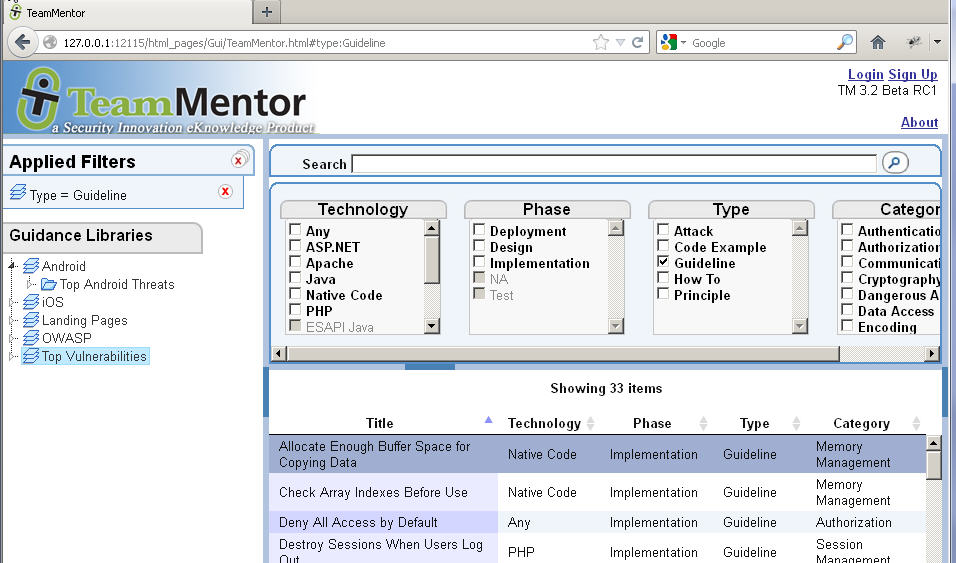 TeamMentor
127.0.0.1:12115/html_pages/Gui/TeamMentor.html#type:Guideline
Google
TeamMentor
a Security Innovation eKnowledge Product
Login Sign Up
TM 3.2 Beta RC1
About
Applied Filters
Type = Guideline
Guidance Libraries
Android
Top Android Threats
iOS
Landing Pages
OWASP
Top Vulnerabilities
Search
Technology
Any
ASP.NET
Apache
Java
Native Code
PHP
ESAPI Java
Phase
Deployment
Design
Implementation
NA
Test
Type
Attack
Code Example
Guideline
How To
Principle
Categor
Authenticatio
Authorization
Communicati
Cryptography
Dangerous A
Data Access
Encoding
Showing 33 items
Title Technology Phase Type Category
Allocate Enough Buffer Space for
Copying Data
Native Code Implementation Guideline
Memory
Management
Check Array Indexes Before Use Native Code Implementation Guideline
Memory
Management
Deny All Access by Default Any Implementation Guideline Authorization
Destroy Sessions When Users Log
Out
PHP Implementation Guideline
Session
Management